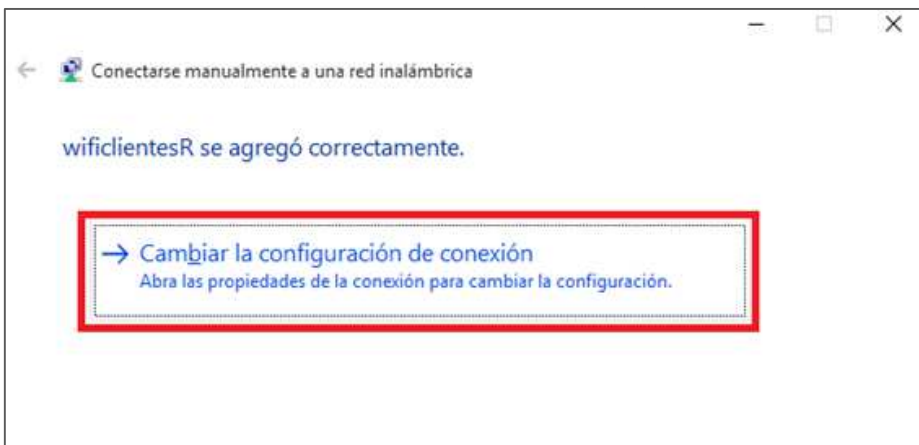 Conectarse manualmente a una red inalámbrica
wificlientesR se agregó correctamente.
Cambiar la configuración de conexión
Abra las propiedades de la conexión para cambiar la configuración.